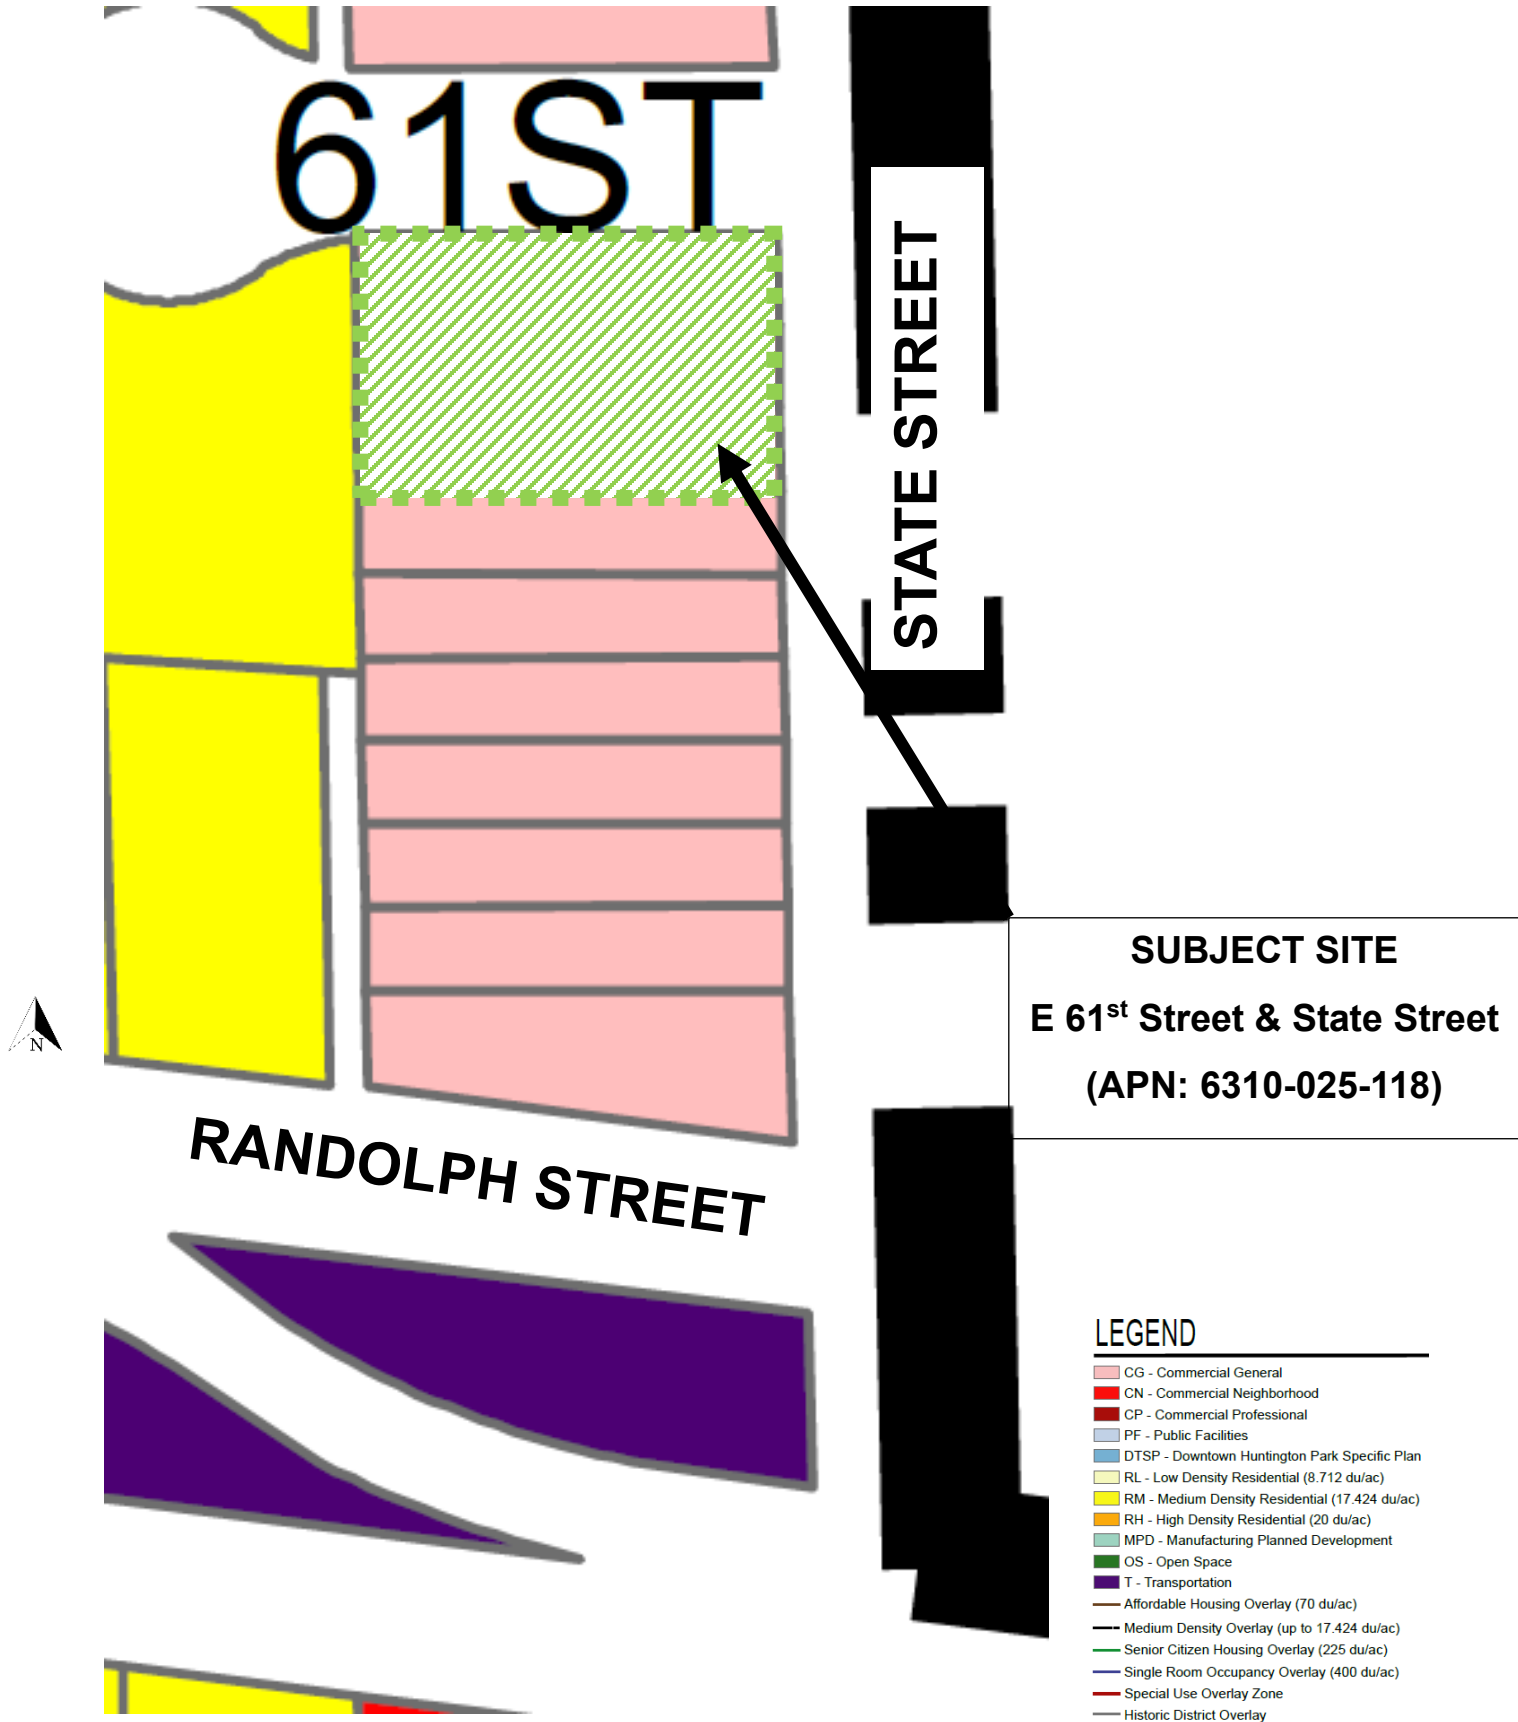 61ST
STATE STREET
SUBJECT SITE
E 61st Street & State Street
(APN: 6310-025-118)
N
RANDOLPH STREET
LEGEND
CG - Commercial General
CN - Commercial Neighborhood
CP - Commercial Professional
PF - Public Facilities
DTSP - Downtown Huntington Park Specific Plan
RL - Low Density Residential (8.712 du/ac)
RM - Medium Density Residential (17.424 du/ac)
RH - High Density Residential (20 du/ac)
MPD - Manufacturing Planned Development
OS - Open Space
T - Transportation
Affordable Housing Overlay (70 du/ac)
Medium Density Overlay (up to 17.424 du/ac)
Senior Citizen Housing Overlay (225 du/ac)
Single Room Occupancy Overlay (400 du/ac)
Special Use Overlay Zone
Historic District Overlay